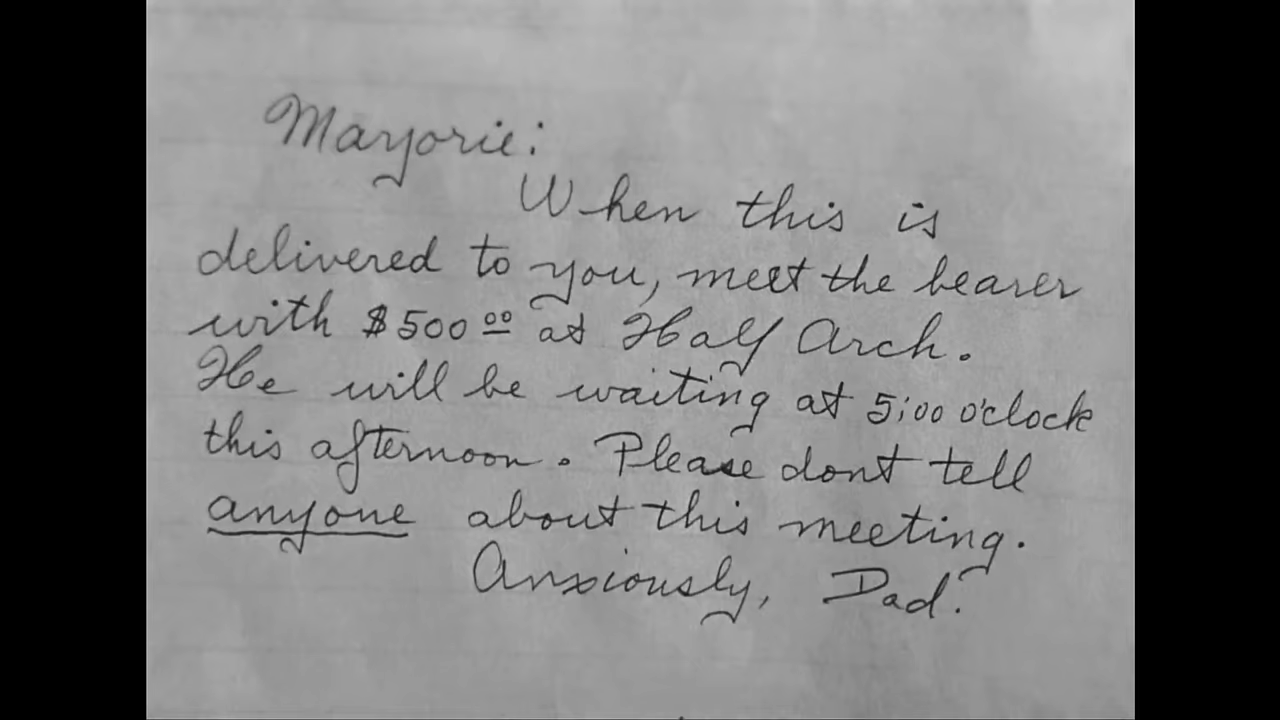 Marjorie:
When this is
delivered to you, meet the bearer
with $500 00 at Half Arch.
He will be waiting at 5:00 o'clock
this afternoon. Please dont tell
anyone about this meeting.
Anxiously, Dad.